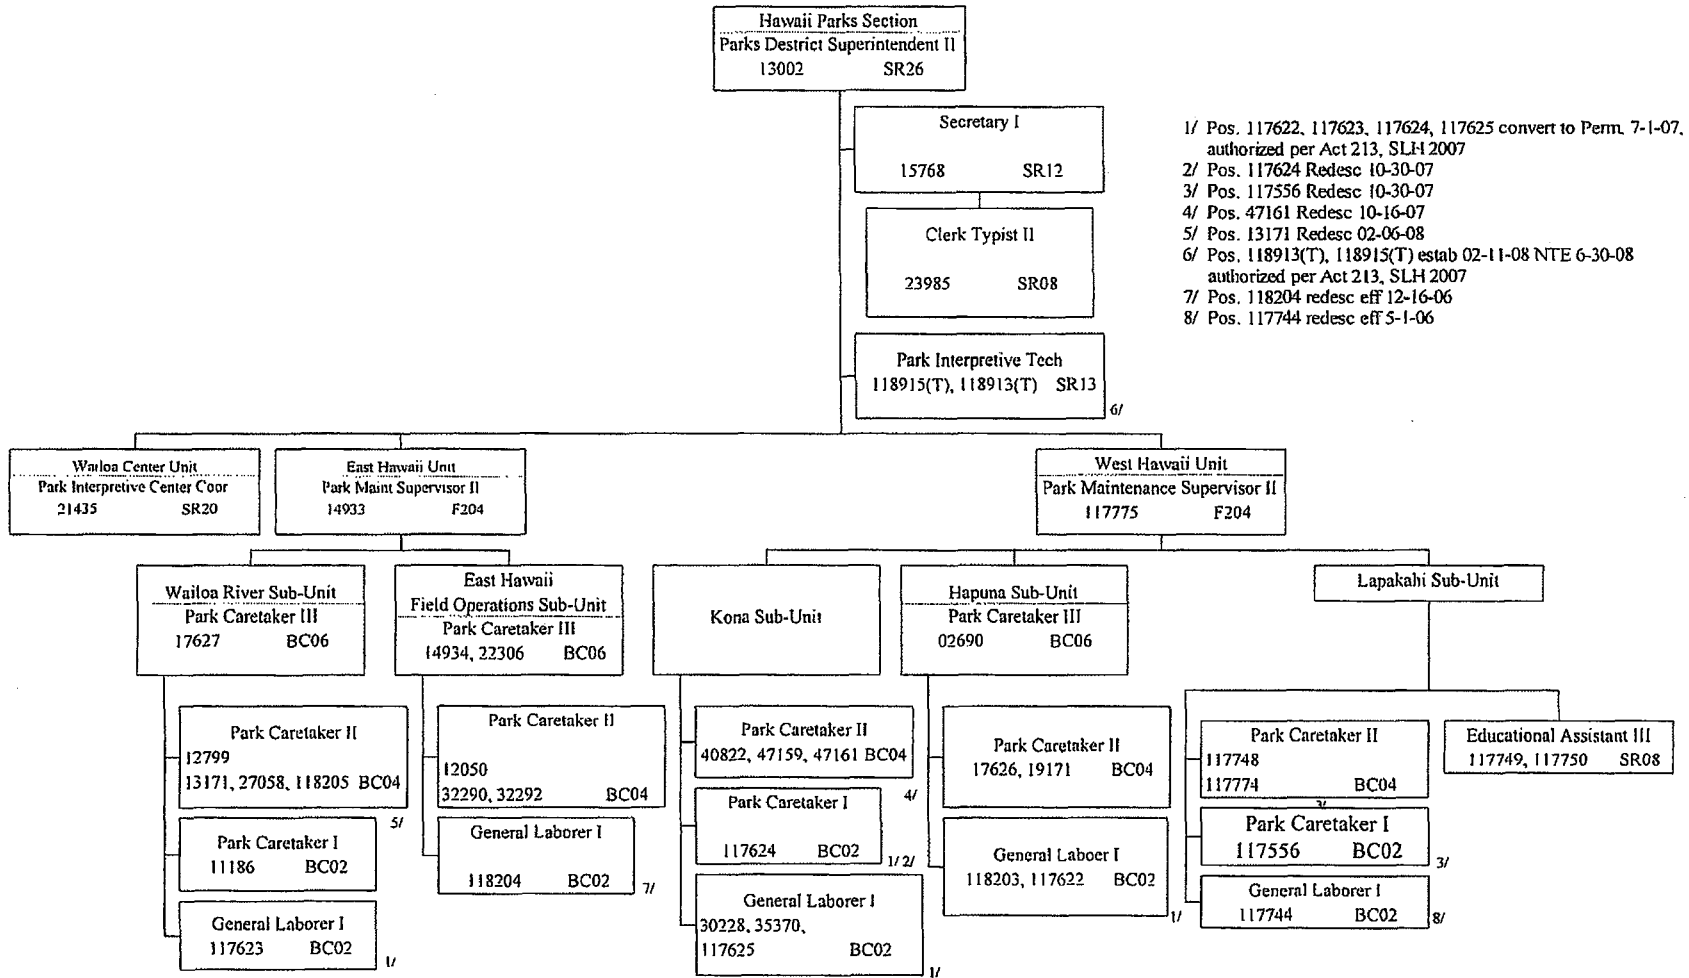 Hawaii Parks Section
Parks Destrict Superintendent II
13002 SR26
Secretary I
15768 SR12
Clerk Typist II
23985 SR08
Park Interpretive Tech
118915(T), 118913(T) SR13
6/
1/ Pos. 117622, 117623, 117624, 117625 convert to Perm. 7-1-07,
authorized per Act 213, SLH 2007
2/ Pos. 117624 Redesc 10-30-07
3/ Pos. 117556 Redesc 10-30-07
4/ Pos. 47161 Redesc 10-16-07
5/ Pos. 13171 Redesc 02-06-08
6/ Pos. 118913(T), 118915(T) estab 02-11-08 NTE 6-30-08
authorized per Act 213, SLH 2007
7/ Pos. 118204 redesc eff 12-16-06
8/ Pos. 117744 redesc eff 5-1-06
Wailoa Center Unit
Park Interpretive Center Coor
21435 SR20
East Hawaii Unit
Park Maint Supervisor II
14933 F204
West Hawaii Unit
Park Maintenance Supervisor II
117775 F204
Wailoa River Sub-Unit
Park Caretaker III
17627 BC06
Park Caretaker II
12799
13171, 27058, 118205 BC04
5/
Park Caretaker I
11186 BC02
General Laborer I
117623 BC02
1/
East Hawaii
Field Operations Sub-Unit
Park Caretaker III
14934, 22306 BC06
Park Caretaker II
12050
32290, 32292 BC04
General Laborer I
118204 BC02
7/
Kona Sub-Unit
Park Caretaker II
40822, 47159, 47161 BC04
4/
Park Caretaker I
117624 BC02
1/ 2/
General Laborer I
30228, 35370,
117625 BC02
1/
Hapuna Sub-Unit
Park Caretaker III
02690 BC06
Park Caretaker II
17626, 19171 BC04
General Laboer I
118203, 117622 BC02
1/
Lapakahi Sub-Unit
Park Caretaker II
117748
117774 BC04
3/
Park Caretaker I
117556 BC02
3/
General Laborer I
117744 BC02
8/
Educational Assistant III
117749, 117750 SR08